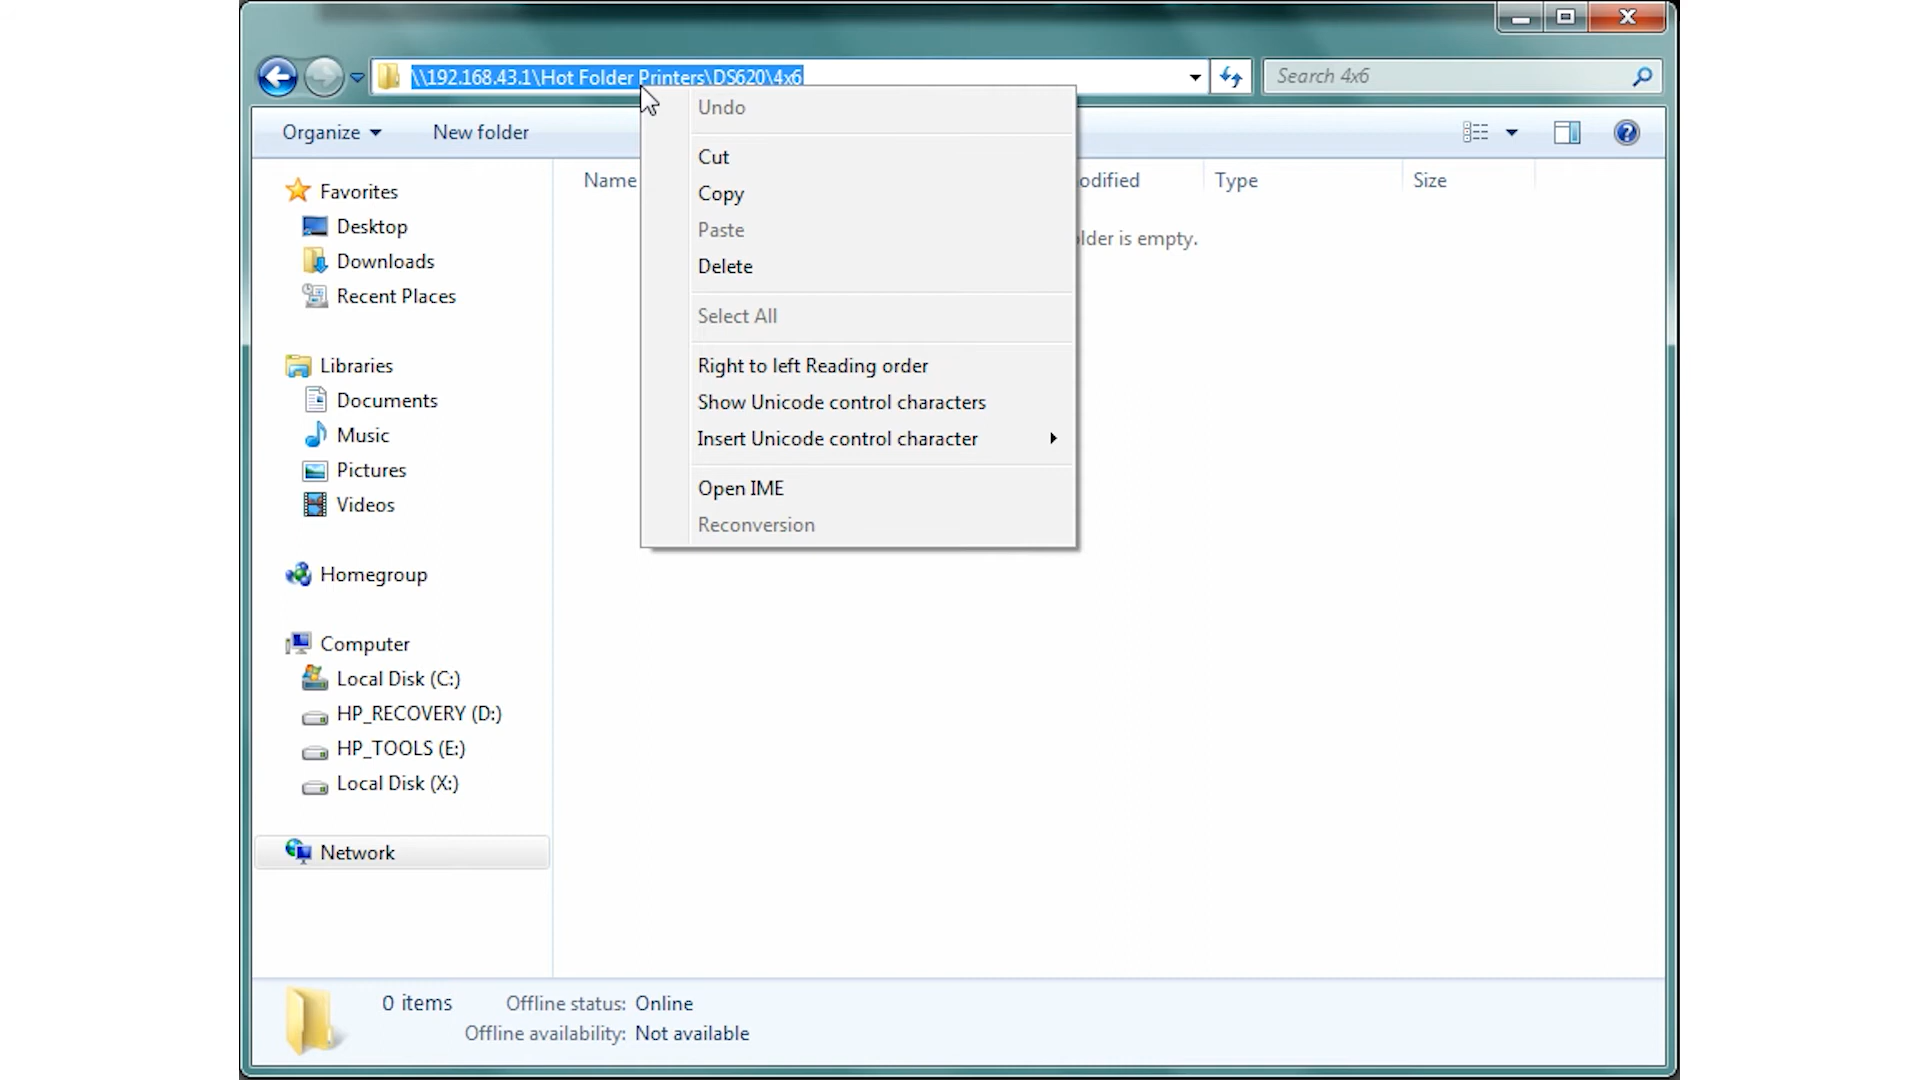 \\192.168.43.1\Hot Folder Printers\DS620\4x6
Search 4x6
Organize
New folder
Undo
Cut
Copy
Paste
Delete
Select All
Right to left Reading order
Show Unicode control characters
Insert Unicode control character
Open IME
Reconversion
Name
Type
Size
is empty.
Favorites
Desktop
Downloads
Recent Places
Libraries
Documents
Music
Pictures
Videos
Homegroup
Computer
Local Disk (C:)
HP_RECOVERY (D:)
HP_TOOLS (E:)
Local Disk (X:)
Network
0 items
Offline status: Online
Offline availability: Not available